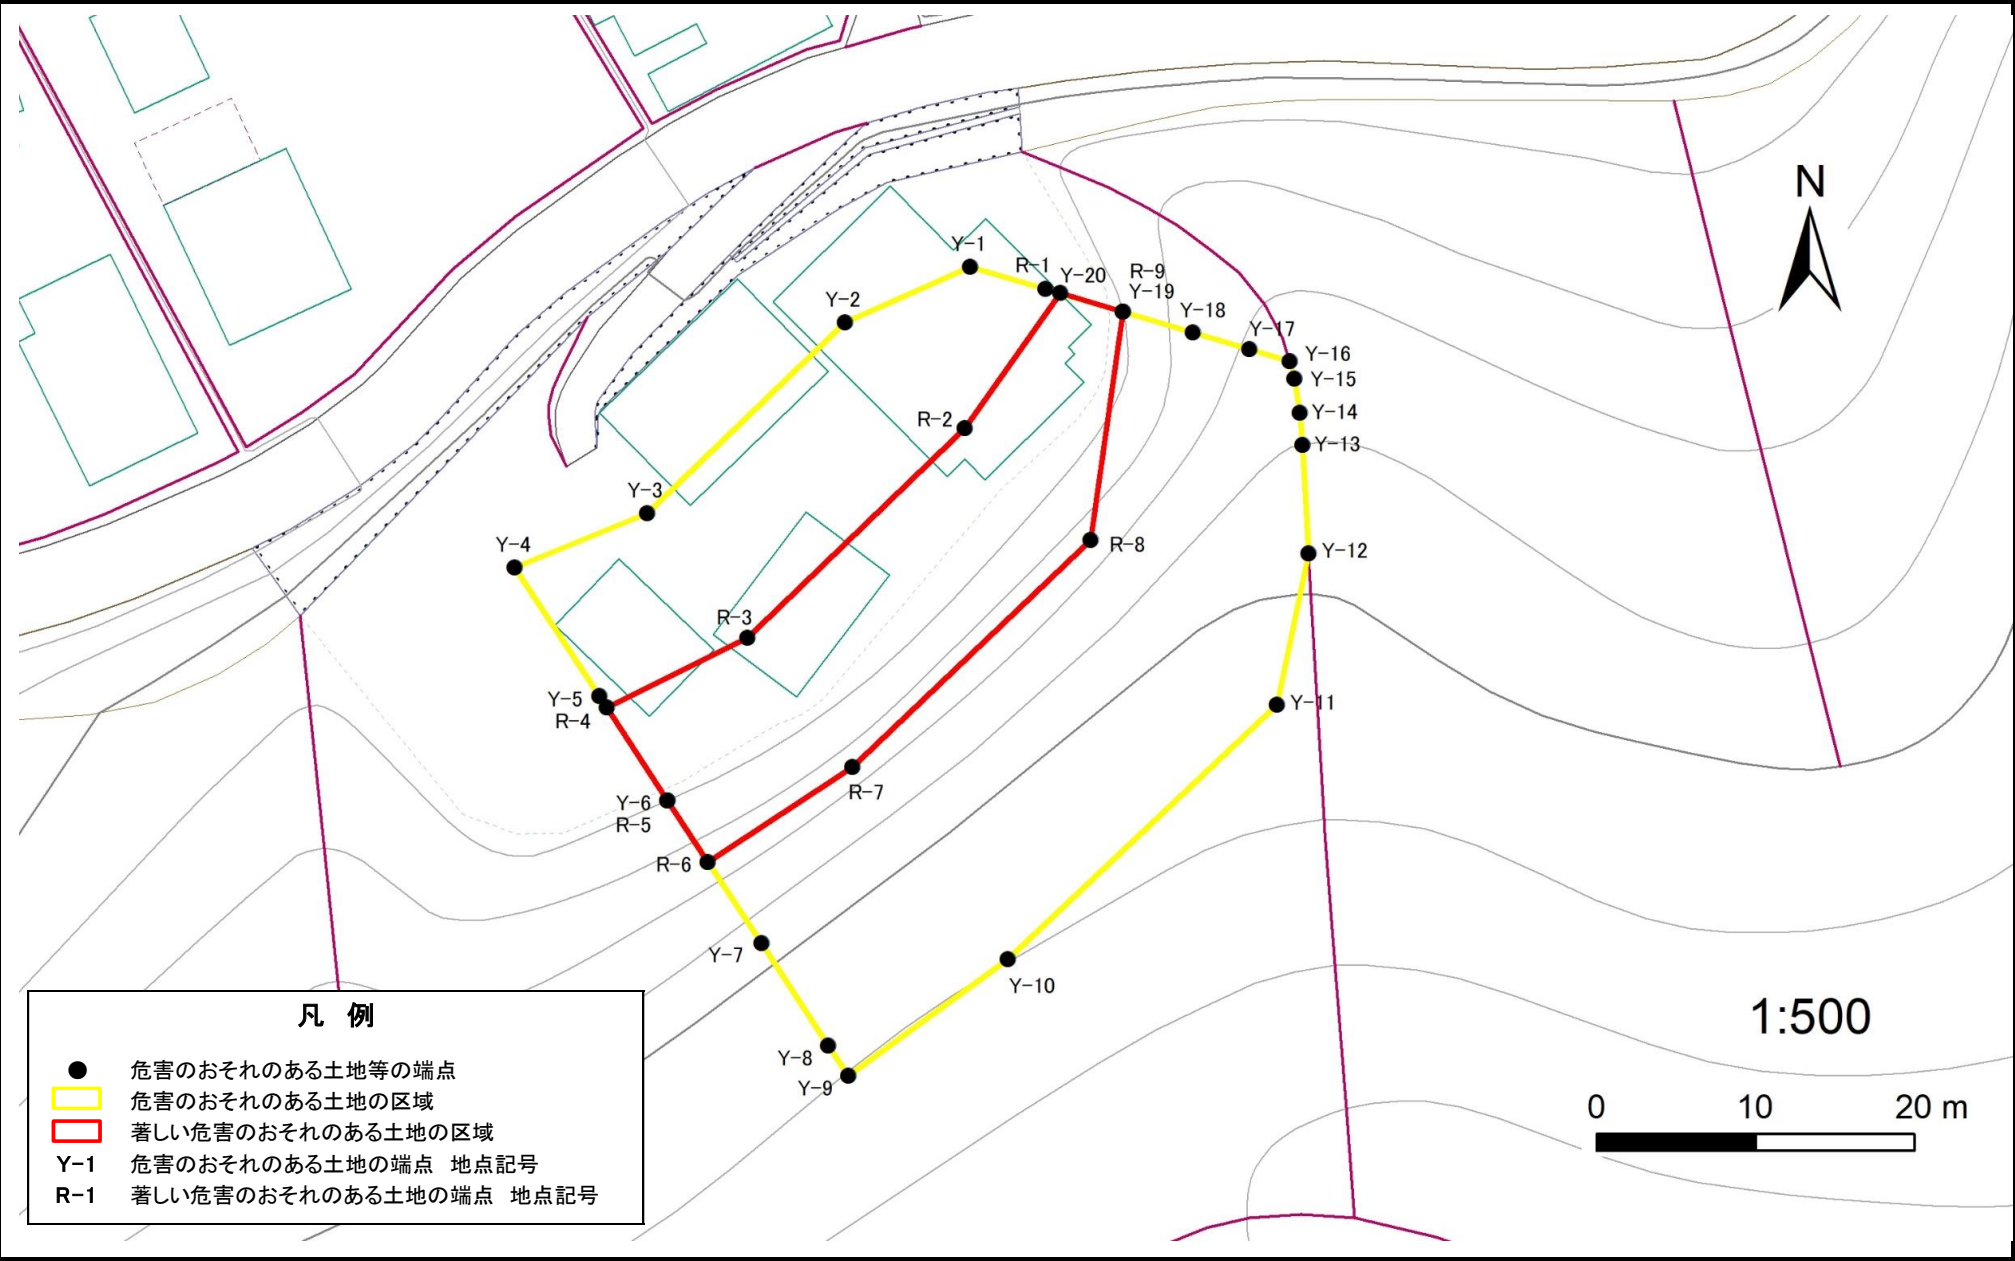 N
Y-1
R-1
Y-20
R-9
Y-19
Y-2
Y-18
Y-17
Y-16
Y-15
Y-14
R-2
Y-13
Y-3
Y-4
R-8
Y-12
R-3
Y-5
R-4
Y-11
Y-6
R-5
R-7
R-6
Y-7
Y-10
Y-8
Y-9
1:500
0 10 20 m
凡 例
危害のおそれのある土地等の端点
危害のおそれのある土地の区域
著しい危害のおそれのある土地の区域
Y-1 危害のおそれのある土地の端点 地点記号
R-1 著しい危害のおそれのある土地の端点 地点記号